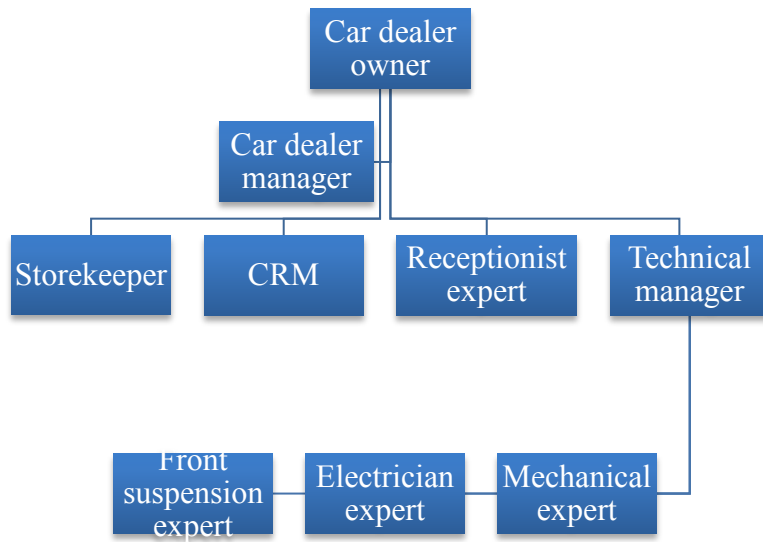 Car dealer
owner
Car dealer
manager
Storekeeper
CRM
Receptionist
expert
Technical
manager
Front
suspension
expert
Electrician
expert
Mechanical
expert